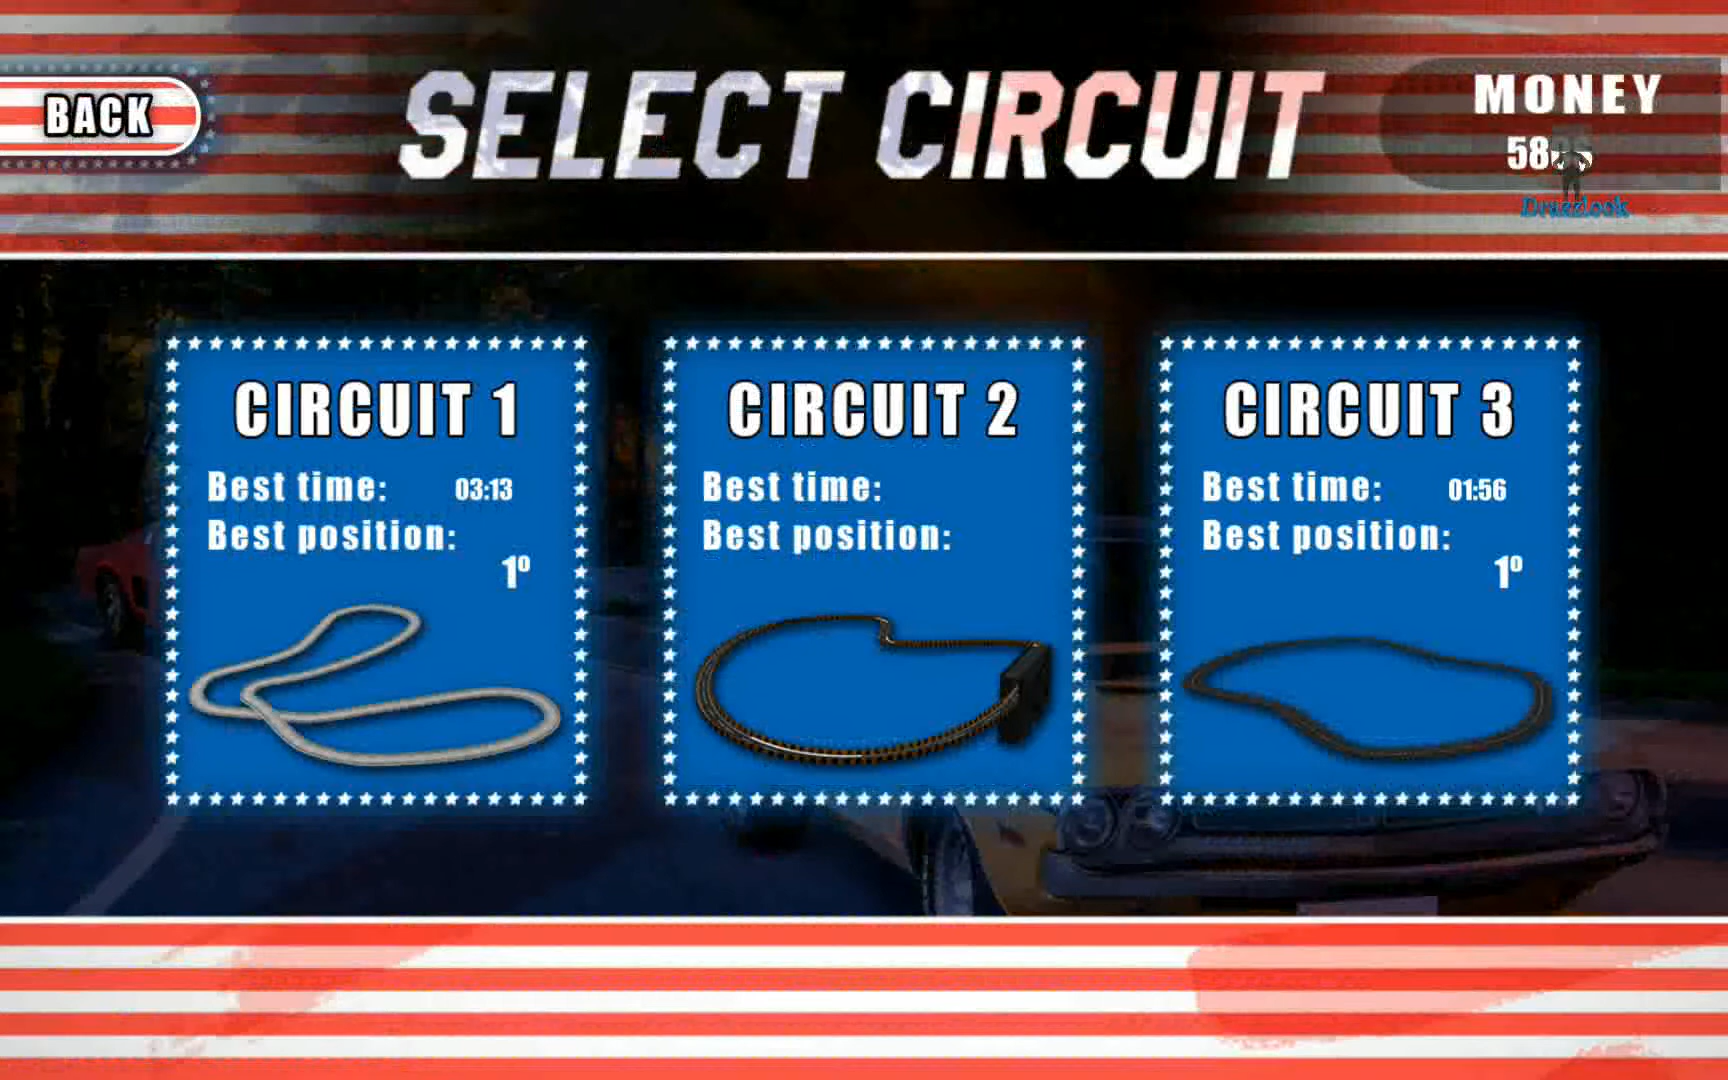 BACK
SELECT CIRCUIT
MONEY
CIRCUIT 1
Best time: 03:13
Best position:
1º
CIRCUIT 2
Best time:
Best position:
CIRCUIT 3
Best time: 01:56
Best position:
1º